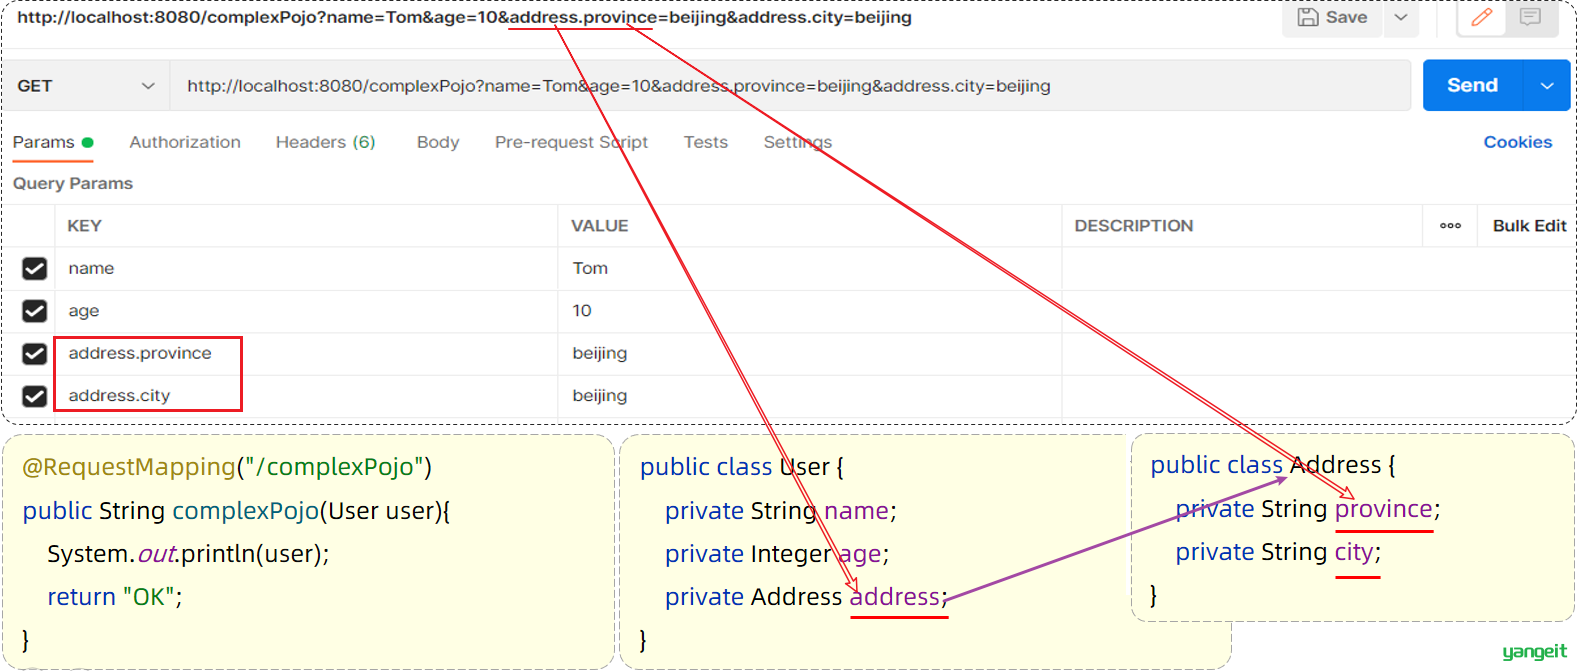 http://localhost:8080/complexPojo?name=Tom&age=10&address.province=beijing&address.city=beijing
Save
GET
http://localhost:8080/complexPojo?name=Tom&age=10&address.province=beijing&address.city=beijing
Send
Params
Authorization
Headers (6)
Body
Pre-request Script
Tests
Settings
Cookies
Query Params
KEY
VALUE
DESCRIPTION
Bulk Edit
name
Tom
age
10
address.province
beijing
address.city
beijing
@RequestMapping("/complexPojo")
public String complexPojo(User user){
System.out.println(user);
return "OK";
}
public class User {
private String name;
private Integer age;
private Address address;
}
public class Address {
private String province;
private String city;
}
yangeit